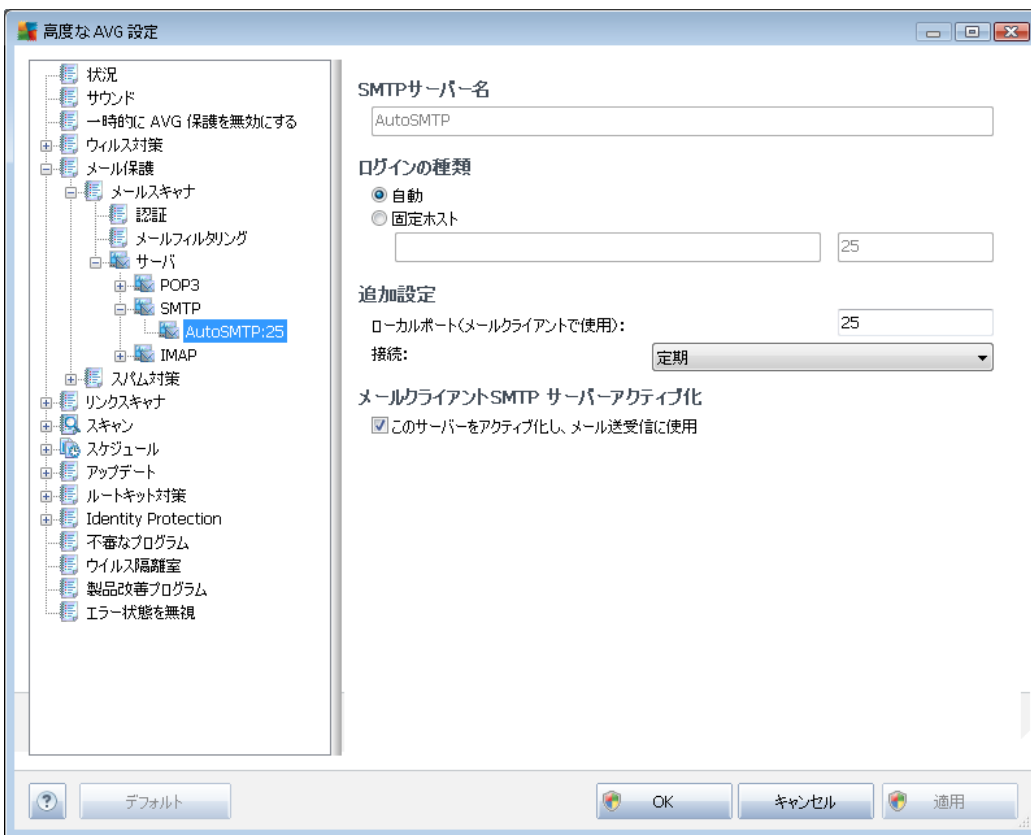 高度な AVG 設定
状況
サウンド
一時的に AVG 保護を無効にする
ウィルス対策
メール保護
メールスキャナ
認証
メールフィルタリング
サーバ
POP3
SMTP
AutoSMTP:25
IMAP
スパム対策
リンクスキャナ
スキャン
スケジュール
アップデート
ルートキット対策
Identity Protection
不審なプログラム
ウイルス隔離室
製品改善プログラム
エラー状態を無視
SMTPサーバー名
AutoSMTP
ログインの種類
自動
固定ホスト
25
追加設定
ローカルポート(メールクライアントで使用): 25
接続: 定期
メールクライアントSMTP サーバーアクティブ化
このサーバーをアクティブ化し、メール送受信に使用
? デフォルト OK キャンセル 適用